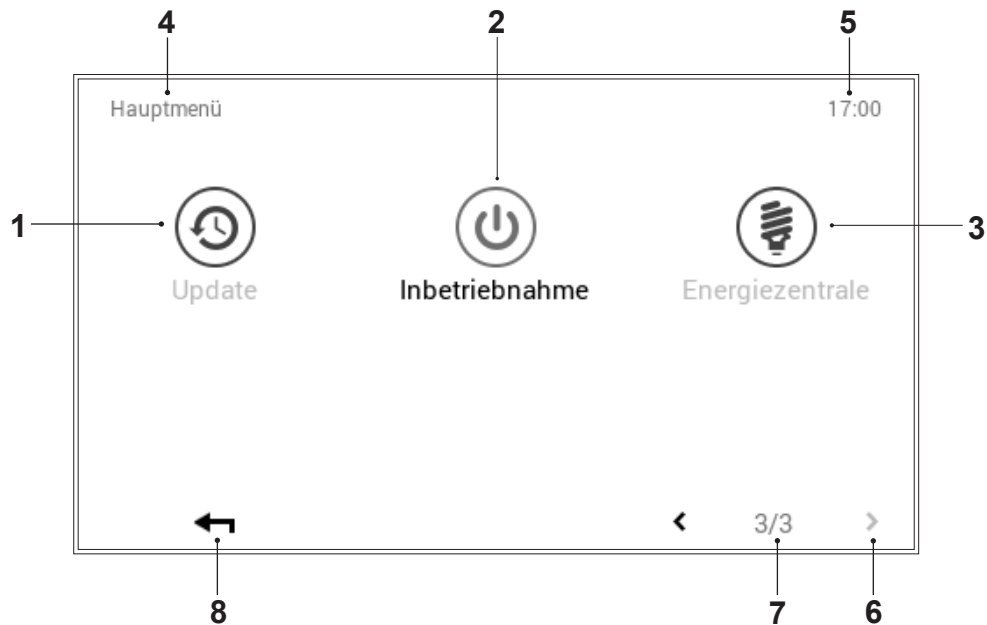 4 2 5
Hauptmenü 17:00
1 3
Update Inbetriebnahme Energiezentrale
< 3/3 >
8 7 6